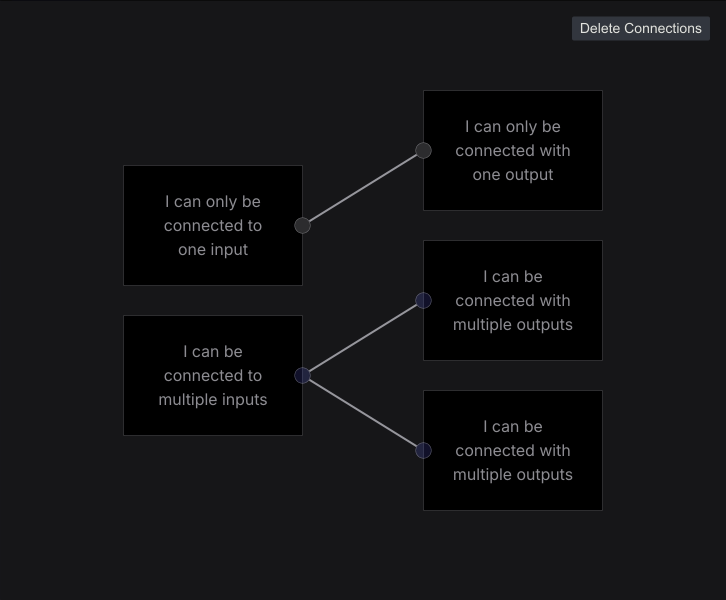 Delete Connections
I can only be
connected with
one output
I can only be
connected to
one input
I can be
connected with
multiple outputs
I can be
connected to
multiple inputs
I can be
connected with
multiple outputs